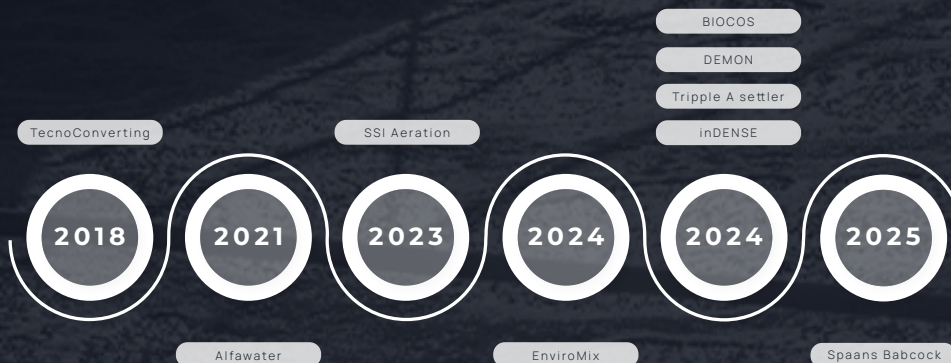 BIOCOS
DEMON
Tripple A settler
TecnoConverting
SSI Aeration
inDENSE
2018
2021
2023
2024
2024
2025
Alfawater
EnviroMix
Spaans Babcock